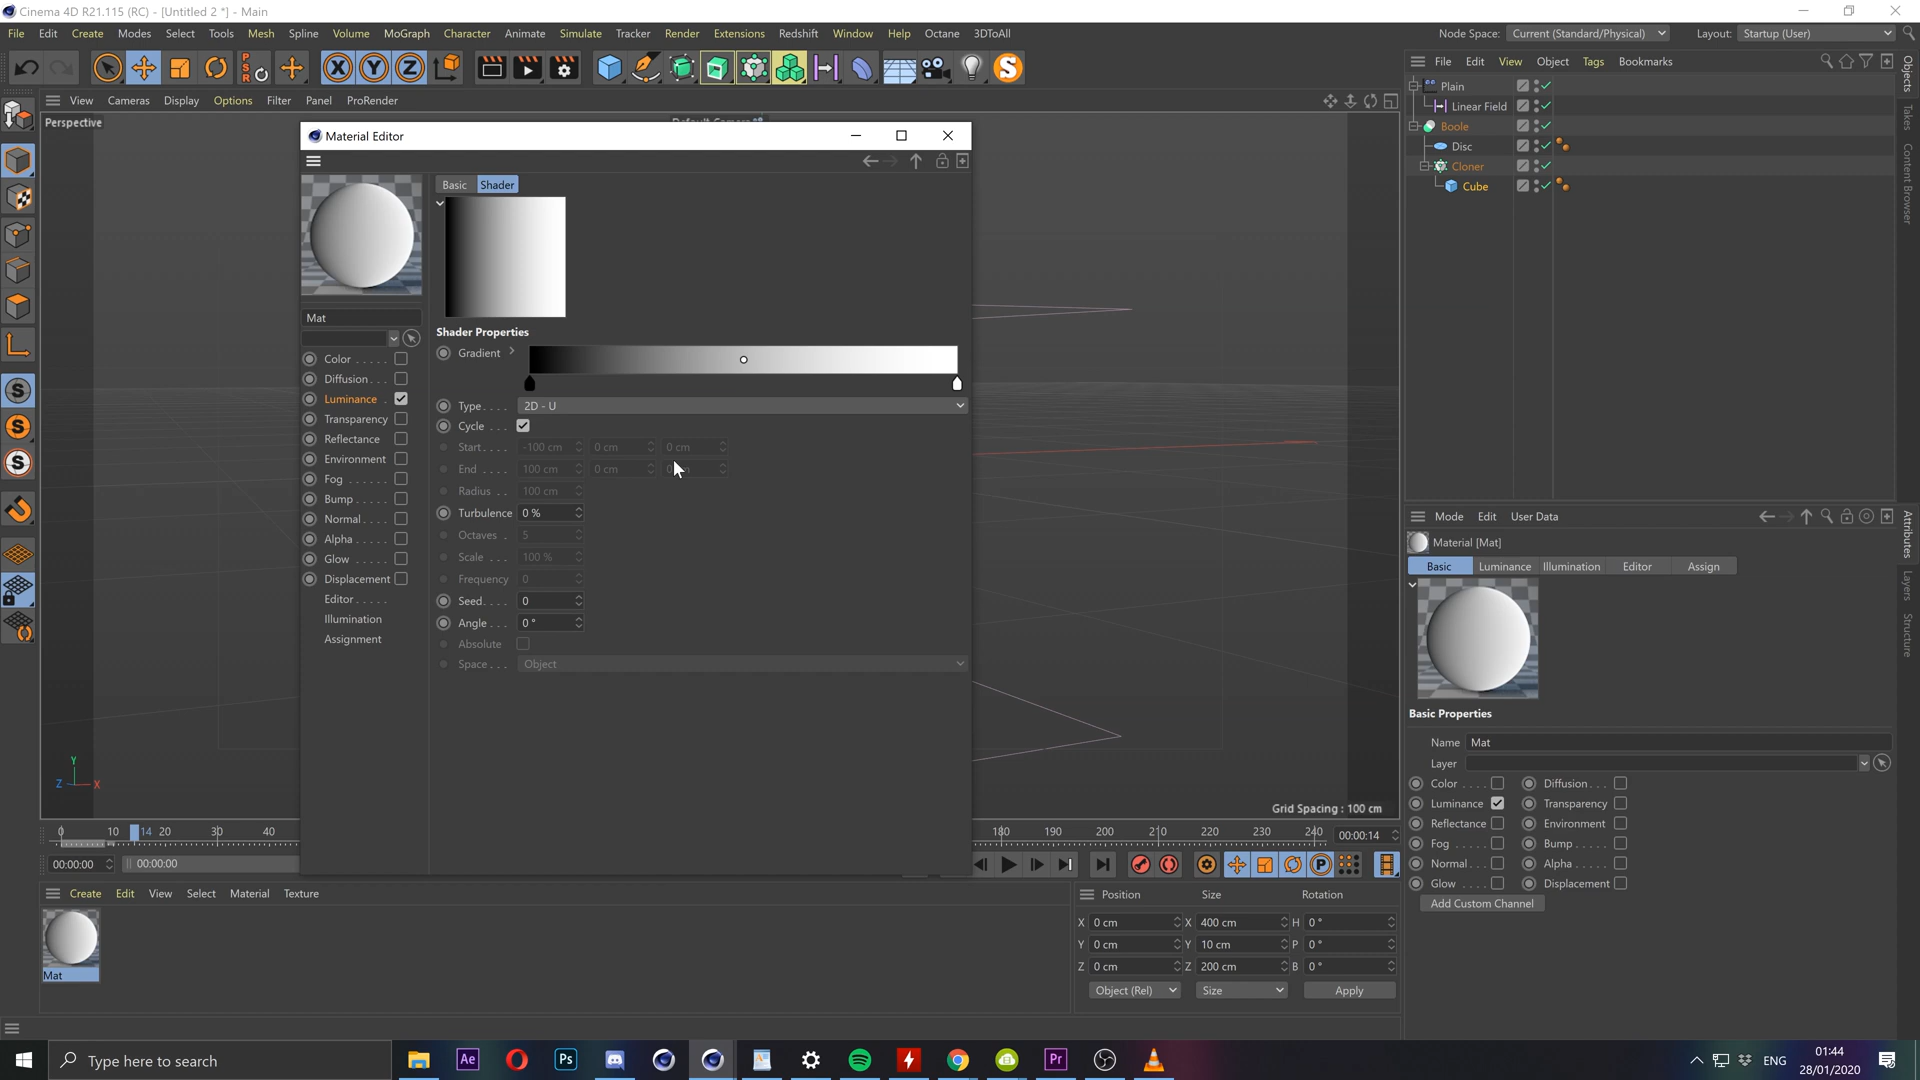 Cinema 4D R21.115 (RC) - [Untitled 2 *] - Main
File Edit Create Modes Select Tools Mesh Spline Volume MoGraph Character Animate Simulate Tracker Render Extensions Redshift Window Help Octane 3DToAll
Node Space: Current (Standard/Physical) Layout: Startup (User)
File Edit View Object Tags Bookmarks
View Cameras Display Options Filter Panel ProRender
Perspective
Plain
Linear Field
Boole
Disc
Cloner
Cube
Objects
Takes
Content Browser
Material Editor
Basic Shader
Mat
Shader Properties
Gradient
Color . . . . .
Diffusion . . .
Luminance .
Transparency
Reflectance
Environment
Fog . . . . . .
Bump . . . . .
Normal . . . .
Alpha . . . . .
Glow . . . . .
Displacement
Editor . . . . .
Illumination
Assignment
Type . . . . 2D - U
Cycle . . .
Start . . . . -100 cm 0 cm 0 cm
End . . . . 100 cm 0 cm
Radius . . 100 cm
Turbulence 0 %
Octaves . 5
Scale . . . 100 %
Frequency 0
Seed . . . . 0
Angle . . . 0 °
Absolute
Space . . . Object
Grid Spacing : 100 cm
Y
Z X
0 10 14 20 30 40 180 190 200 210 220 230 240 00:00:14
00:00:00 00:00:00
Create Edit View Select Material Texture
Mat
Position Size Rotation
X 0 cm X 400 cm H 0 °
Y 0 cm Y 10 cm P 0 °
Z 0 cm Z 200 cm B 0 °
Object (Rel) Size Apply
Mode Edit User Data
Material [Mat]
Basic Luminance Illumination Editor Assign
Attributes
Layers
Structure
Basic Properties
Name Mat
Layer
Color . . . . Diffusion . . .
Luminance Transparency
Reflectance Environment
Fog . . . . . Bump . . . . .
Normal . . . Alpha . . . . .
Glow . . . . Displacement
Add Custom Channel
Type here to search
Ae Ps Pr
ENG
01:44
28/01/2020